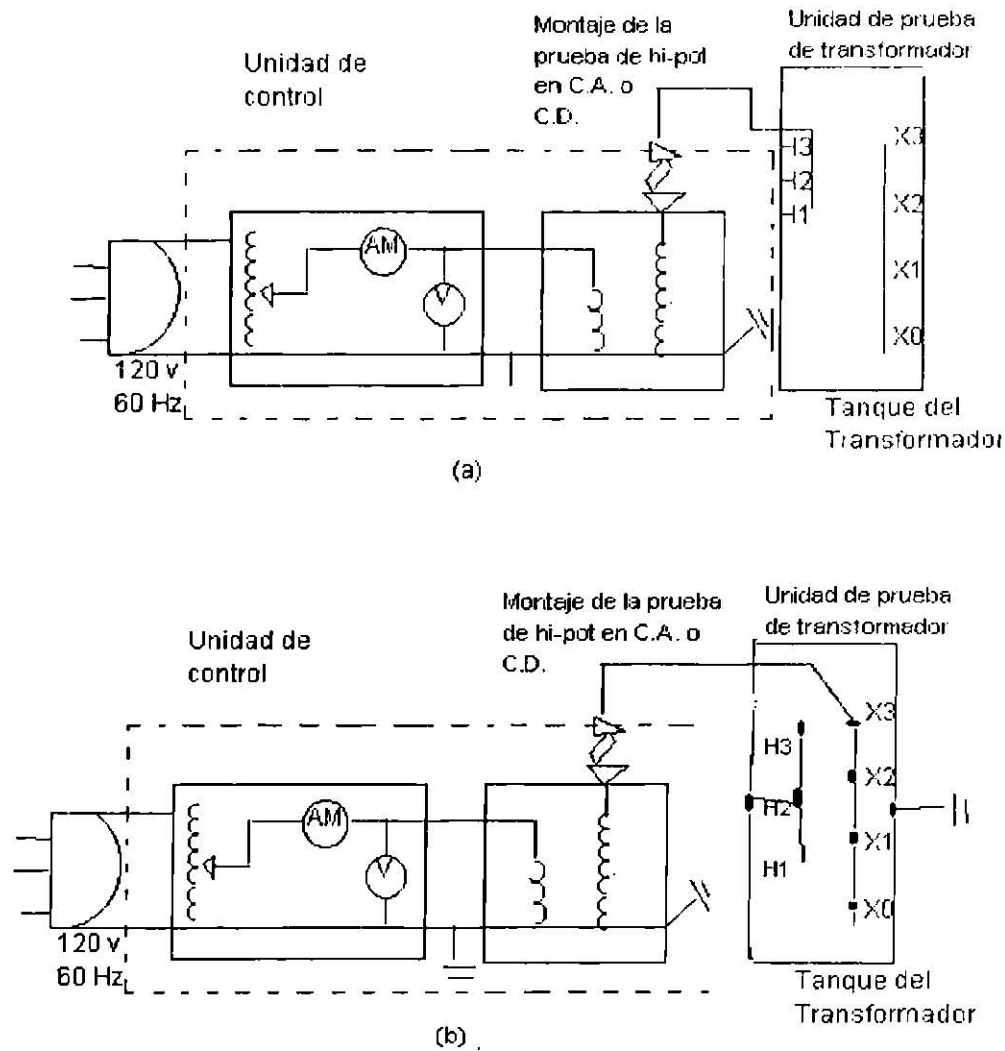 Unidad de
control
Montaje de la
prueba de hi-pot
en C.A. o
C.D.
Unidad de prueba
de transformador
H3
H2
H1
X3
X2
X1
X0
AM
V
120 v
60 Hz
Tanque del
Transformador
(a)
Unidad de
control
Montaje de la prueba
de hi-pot en C.A. o
C.D.
Unidad de prueba
de transformador
H3
H2
H1
X3
X2
X1
X0
AM
V
120 v
60 Hz
Tanque del
Transformador
(b)